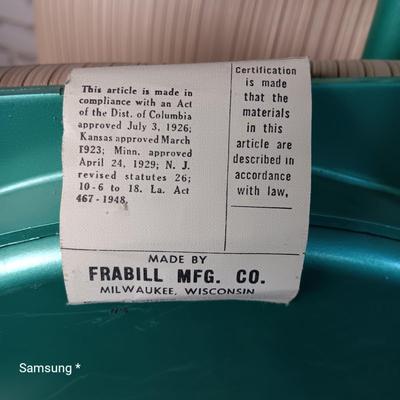 This article is made in
compliance with an Act
of the Dist. of Columbia
approved July 3, 1926;
Kansas approved March
1923; Minn. approved
April 24, 1929; N. J.
revised statutes 26;
10-6 to 18. La. Act
467-1948.
Certification
is made
that the
materials
in this
article are
described in
accordance
with law.
MADE BY
FRABILL MFG. CO.
MILWAUKEE, WISCONSIN
Samsung *